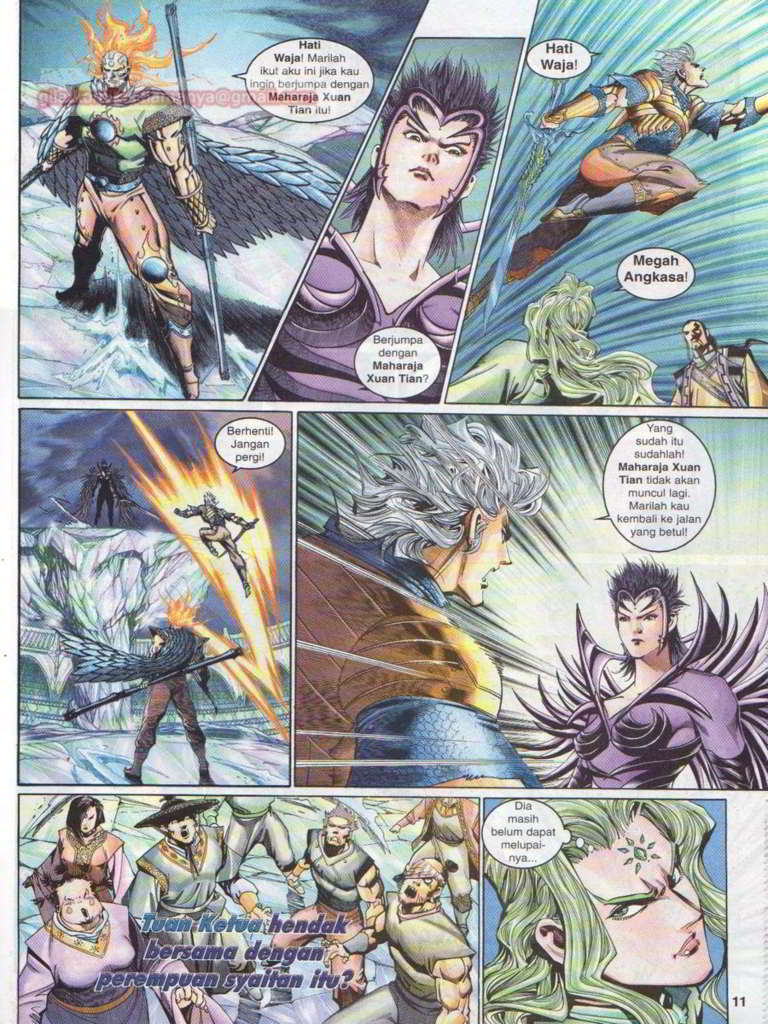 Hati
Waja! Marilah
ikut aku ini jika kau
ingin berjumpa dengan
Maharaja Xuan
Tian itu!
Berjumpa
dengan
Maharaja
Xuan Tian?
Hati
Waja!
Megah
Angkasa!
Berhenti!
Jangan
pergi!
Yang
sudah itu
sudahlah!
Maharaja Xuan
Tian tidak akan
muncul lagi.
Marilah kau
kembali ke jalan
yang betul!
Tuan Ketua hendak
bersama dengan
perempuan syaitan itu?
Dia
masih
belum dapat
melupai-
nya...
11